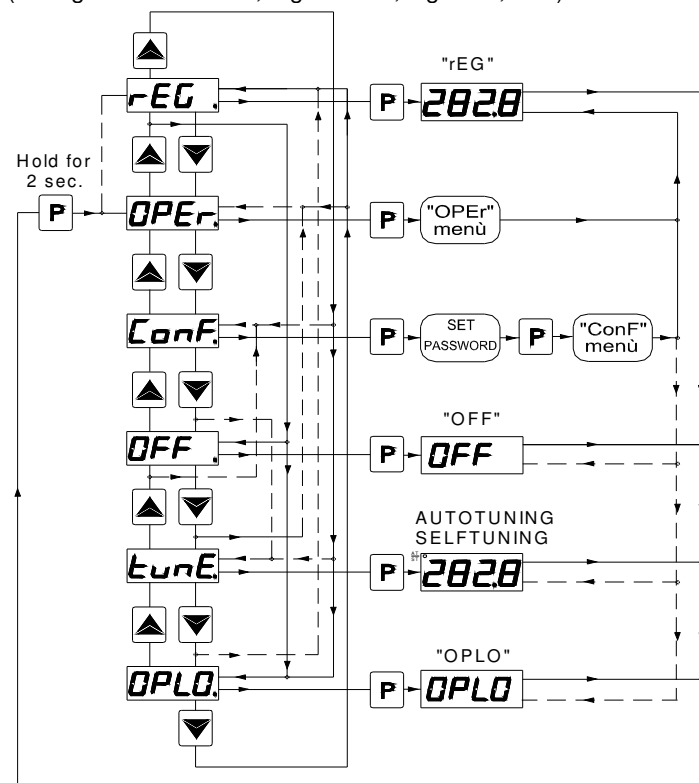 "rEG"
rEG .
P
282.8
Hold for
2 sec.
P
OPEr.
P
"OPEr"
menù
ConF.
P
SET
PASSWORD
P
"ConF"
menù
"OFF"
OFF .
P
OFF
AUTOTUNING
SELFTUNING
tunE.
P
282.8
"OPLO"
OPLO.
P
OPLO